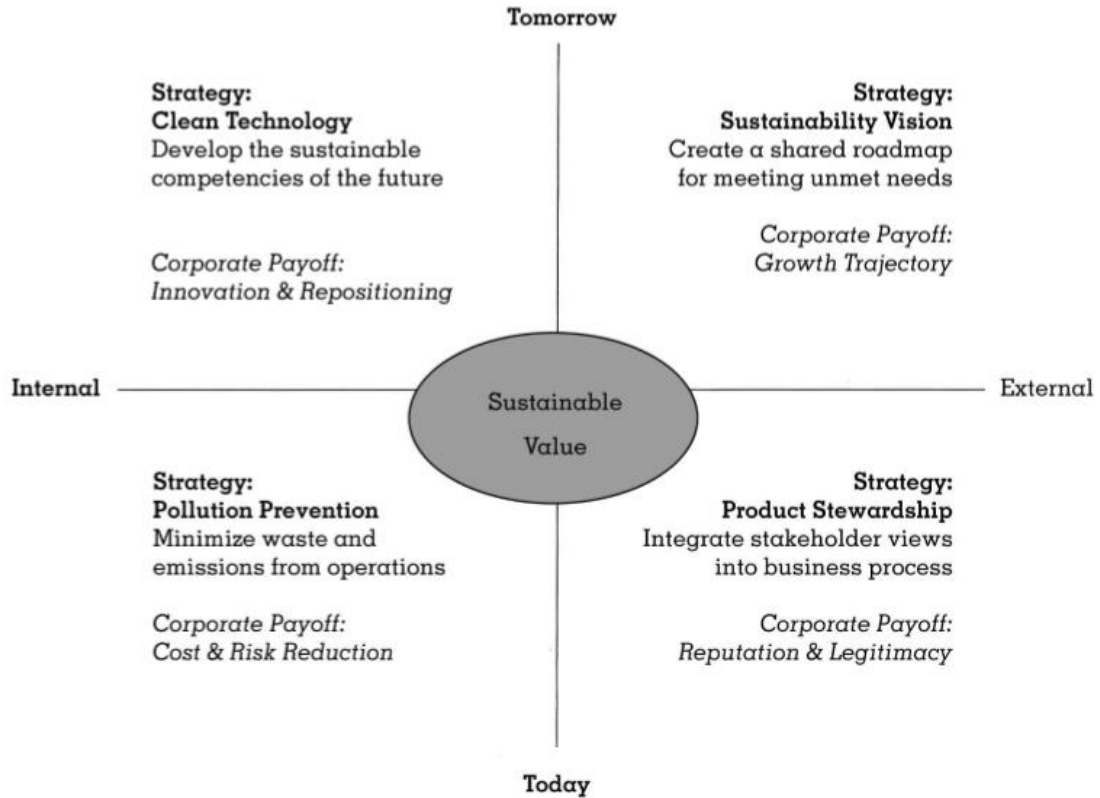 Tomorrow
Strategy:
Clean Technology
Develop the sustainable
competencies of the future
Corporate Payoff:
Innovation & Repositioning
Strategy:
Sustainability Vision
Create a shared roadmap
for meeting unmet needs
Corporate Payoff:
Growth Trajectory
Internal
Sustainable
Value
External
Strategy:
Pollution Prevention
Minimize waste and
emissions from operations
Corporate Payoff:
Cost & Risk Reduction
Strategy:
Product Stewardship
Integrate stakeholder views
into business process
Corporate Payoff:
Reputation & Legitimacy
Today